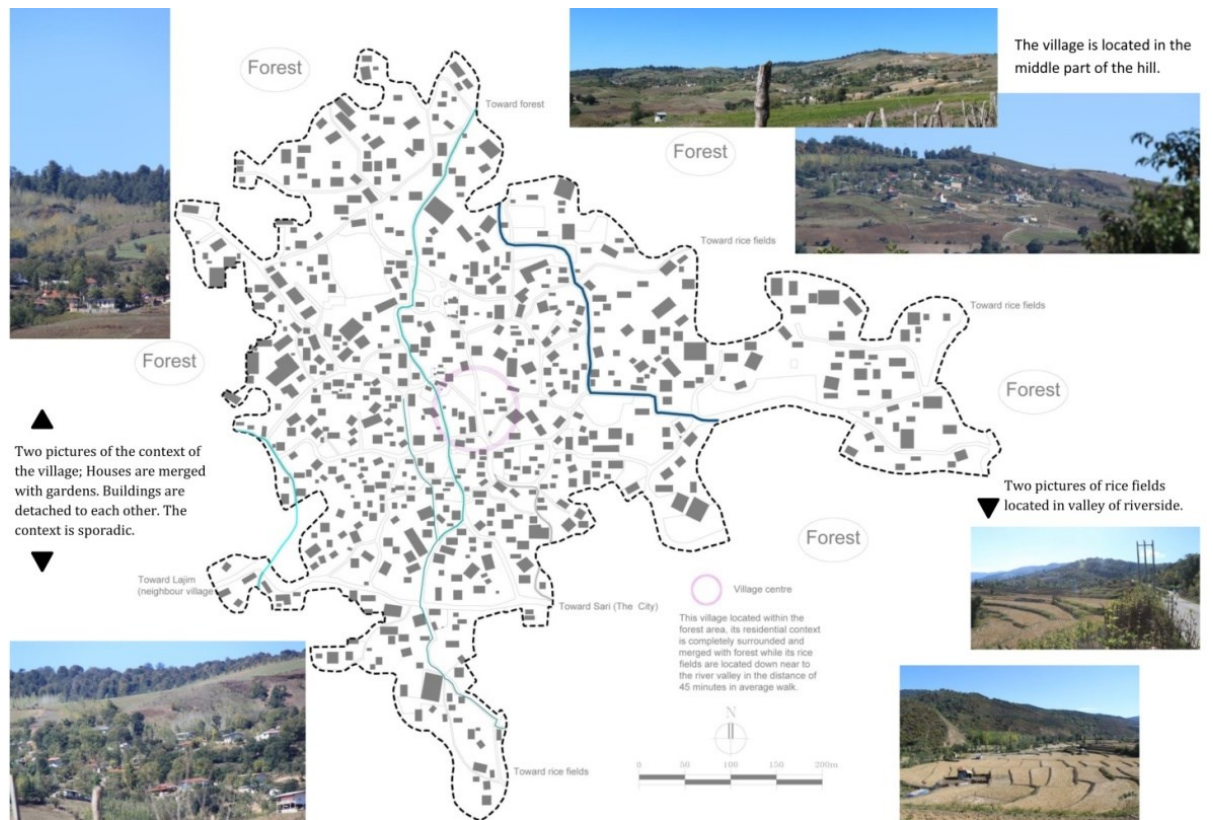 Forest
Toward forest
The village is located in the
middle part of the hill.
Forest
Toward rice fields
Toward rice fields
Forest
Forest
Two pictures of the context of
the village; Houses are merged
with gardens. Buildings are
detached to each other. The
context is sporadic.
Two pictures of rice fields
located in valley of riverside.
Forest
Toward Lajim
(neighbour village
Toward Sari (The City)
Village centre
This village located within the
forest area, its residential context
is completely surrounded and
merged with forest while its rice
fields are located down near to
the river valley in the distance of
45 minutes in average walk.
N
0 50 100 150 200m
Toward rice fields